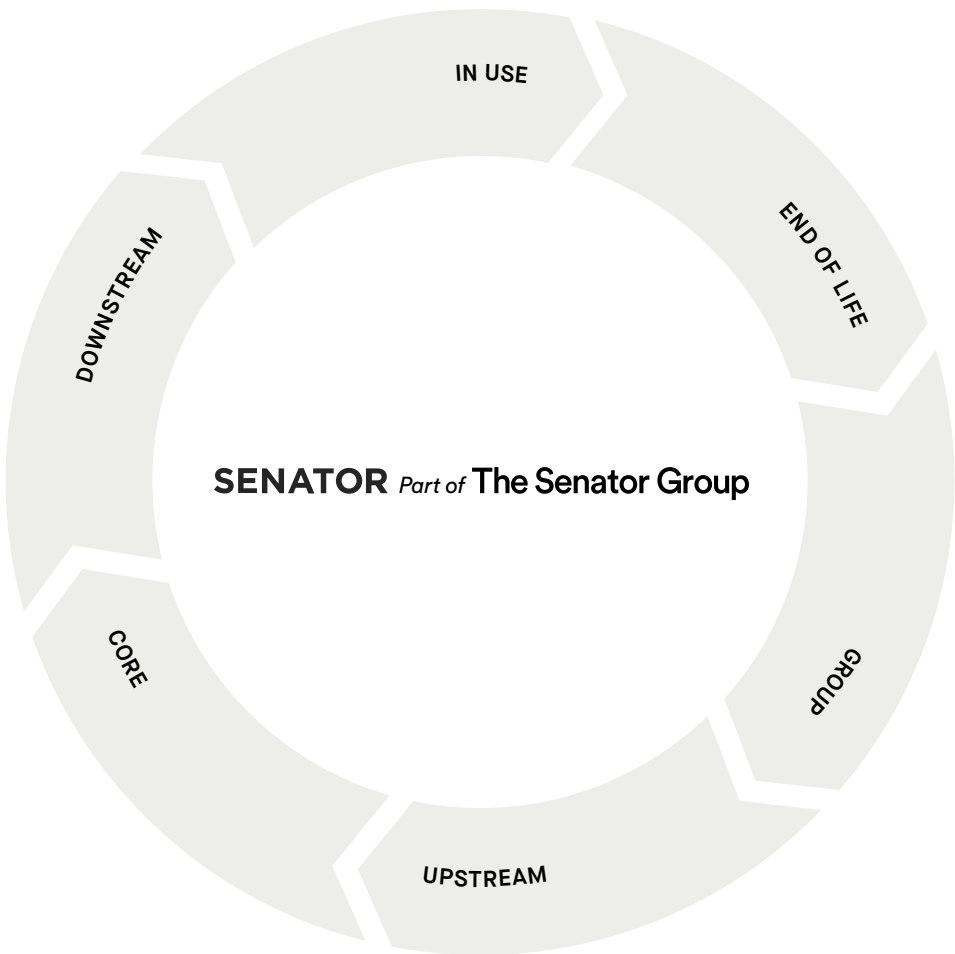 IN USE
END OF LIFE
GROUP
UPSTREAM
CORE
DOWNSTREAM
SENATOR Part of The Senator Group